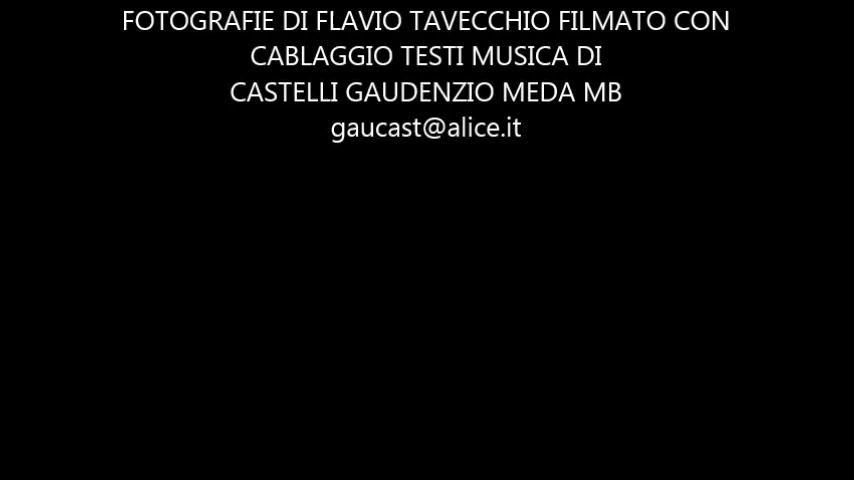 FOTOGRAFIE DI FLAVIO TAVECCHIO FILMATO CON
CABLAGGIO TESTI MUSICA DI
CASTELLI GAUDENZIO MEDA MB
gaucast@alice.it